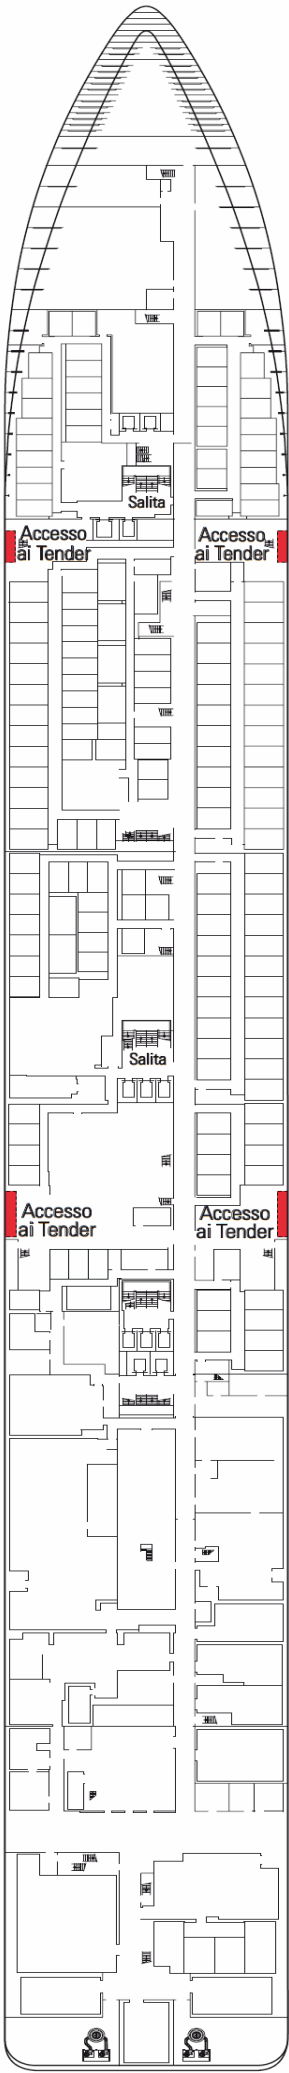 Salita
Accesso
ai Tender
Accesso
ai Tender
Salita
Accesso
ai Tender
Accesso
ai Tender